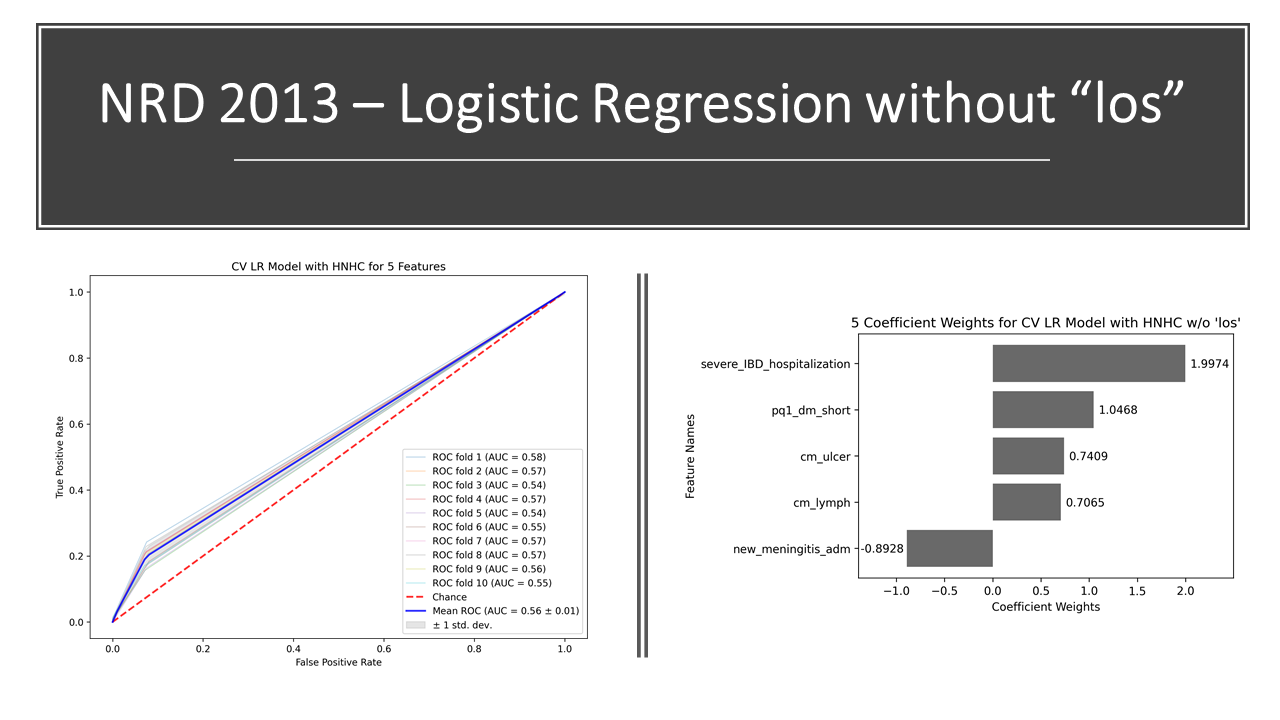 NRD 2013 – Logistic Regression without “los”
CV LR Model with HNHC for 5 Features
True Positive Rate
1.0
0.8
0.6
0.4
0.2
0.0
0.0 0.2 0.4 0.6 0.8 1.0
False Positive Rate
ROC fold 1 (AUC = 0.58)
ROC fold 2 (AUC = 0.57)
ROC fold 3 (AUC = 0.54)
ROC fold 4 (AUC = 0.57)
ROC fold 5 (AUC = 0.54)
ROC fold 6 (AUC = 0.55)
ROC fold 7 (AUC = 0.57)
ROC fold 8 (AUC = 0.57)
ROC fold 9 (AUC = 0.56)
ROC fold 10 (AUC = 0.55)
Chance
Mean ROC (AUC = 0.56 ± 0.01)
± 1 std. dev.
5 Coefficient Weights for CV LR Model with HNHC w/o 'los'
Feature Names
severe_IBD_hospitalization 1.9974
pq1_dm_short 1.0468
cm_ulcer 0.7409
cm_lymph 0.7065
new_meningitis_adm -0.8928
−1.0 −0.5 0.0 0.5 1.0 1.5 2.0
Coefficient Weights